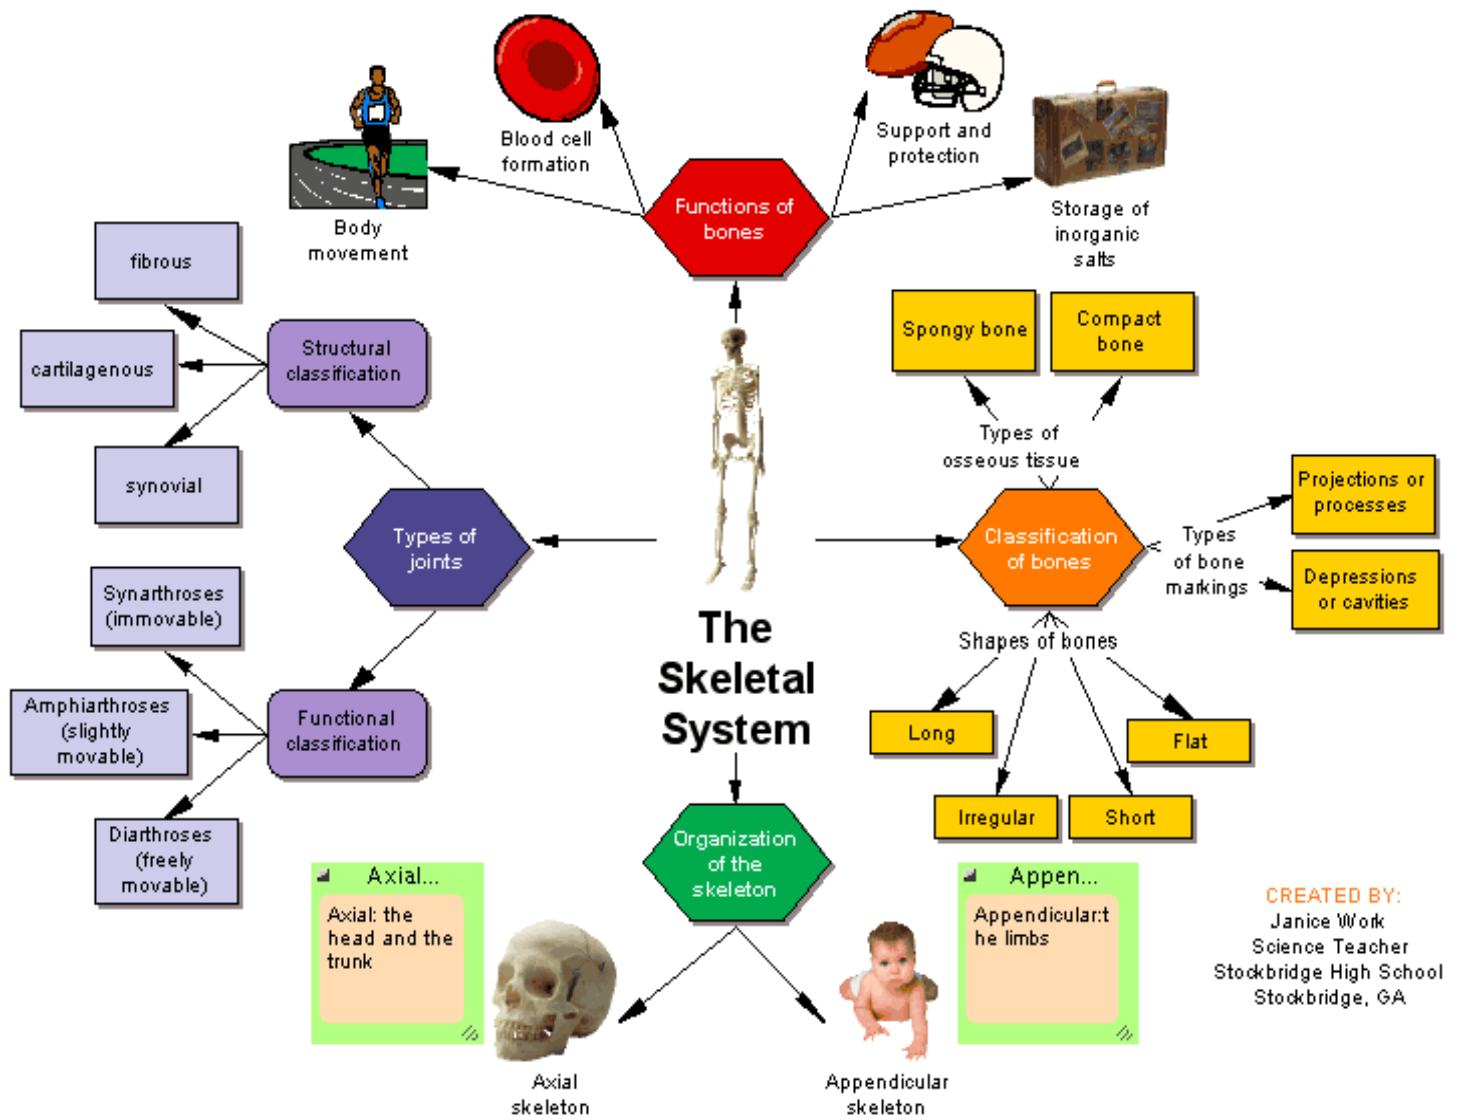 Blood cell
formation
Support and
protection
Body
movement
Functions of
bones
Storage of
inorganic
salts
fibrous
cartilagenous
synovial
Structural
classification
Types of
joints
Synarthroses
(immovable)
Amphiarthroses
(slightly
movable)
Diarthroses
(freely
movable)
Functional
classification
The
Skeletal
System
Spongy bone
Compact
bone
Types of
osseous tissue
Classification
of bones
Types
of bone
markings
Projections or
processes
Depressions
or cavities
Shapes of bones
Long
Irregular
Short
Flat
Organization
of the
skeleton
Axial...
Axial: the
head and the
trunk
Axial
skeleton
Appen...
Appendicular:t
he limbs
Appendicular
skeleton
CREATED BY:
Janice Work
Science Teacher
Stockbridge High School
Stockbridge, GA